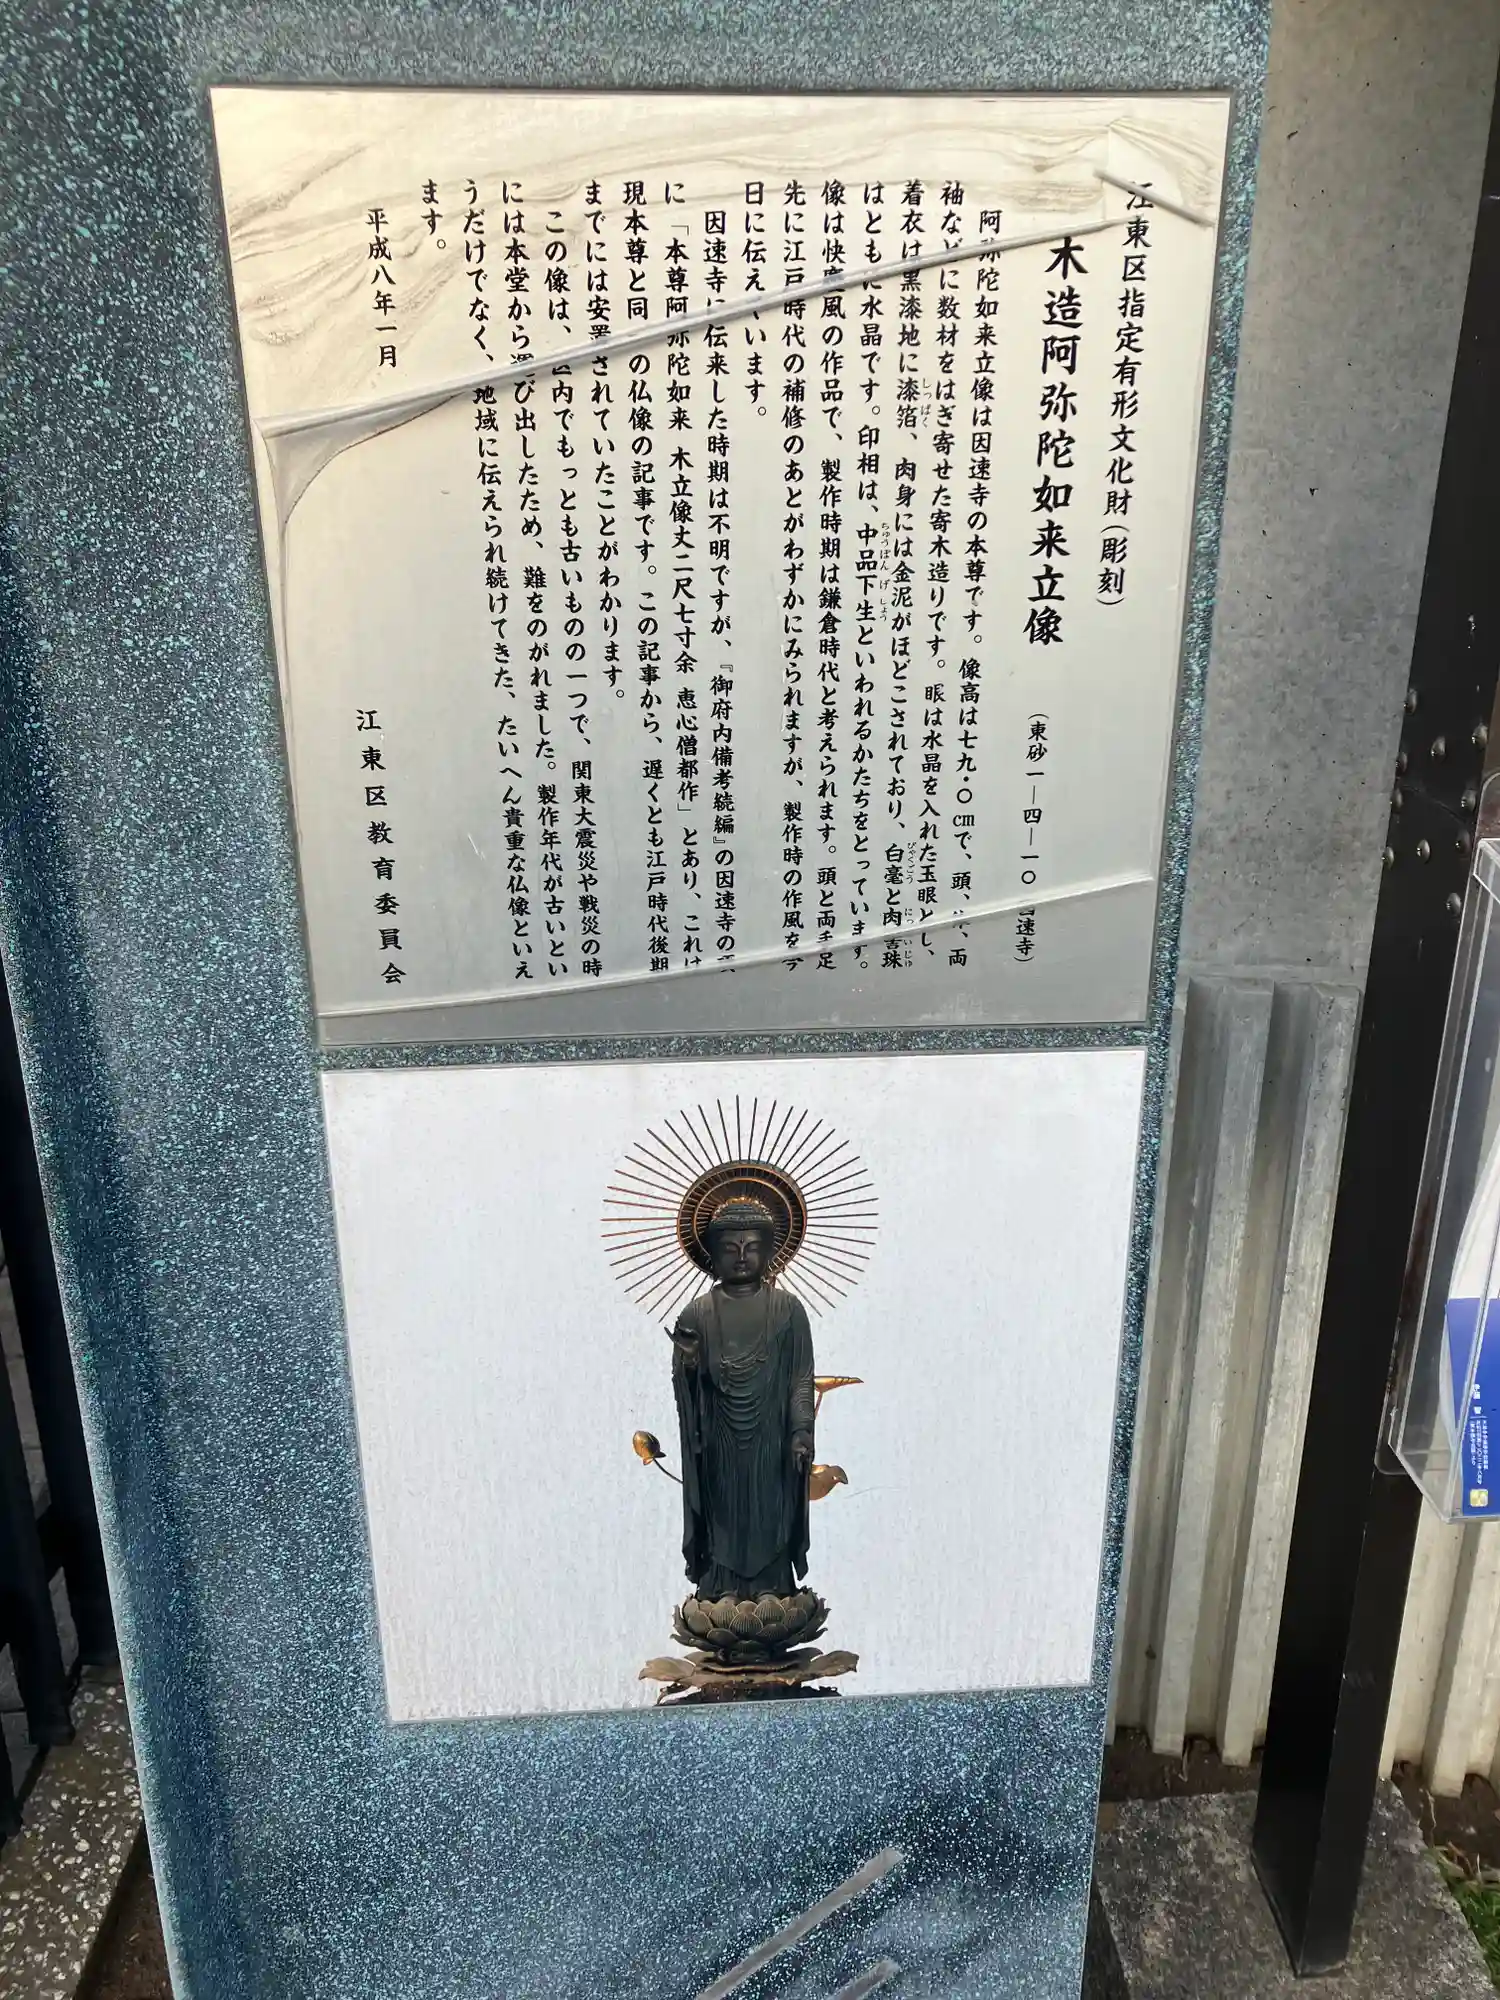 江東区指定有形文化財（彫刻）
木造阿弥陀如来立像
（東砂一―四―一〇 因速寺）
阿弥陀如来立像は因速寺の本尊です。像高は七九・〇cmで、頭、体、両
袖などに数材をはぎ寄せた寄木造りです。眼は水晶を入れた玉眼とし、
着衣は黒漆地に漆箔、肉身には金泥がほどこされており、白毫と肉髻珠
はともに水晶です。印相は、中品下生といわれるかたちをとっています。
像は快慶風の作品で、製作時期は鎌倉時代と考えられます。頭と両手足
先に江戸時代の補修のあとがわずかにみられますが、製作時の作風を今
日に伝えています。
因速寺に伝来した時期は不明ですが、『御府内備考続編』の因速寺の
に「本尊阿弥陀如来 木立像丈二尺七寸余 恵心僧都作」とあり、これは
現本尊と同一の仏像の記事です。この記事から、遅くとも江戸時代後期
までには安置されていたことがわかります。
この像は、区内でもっとも古いものの一つで、関東大震災や戦災の時
には本堂から運び出したため、難をのがれました。製作年代が古いとい
うだけでなく、地域に伝えられ続けてきた、たいへん貴重な仏像といえ
ます。
平成八年一月
江東区教育委員会